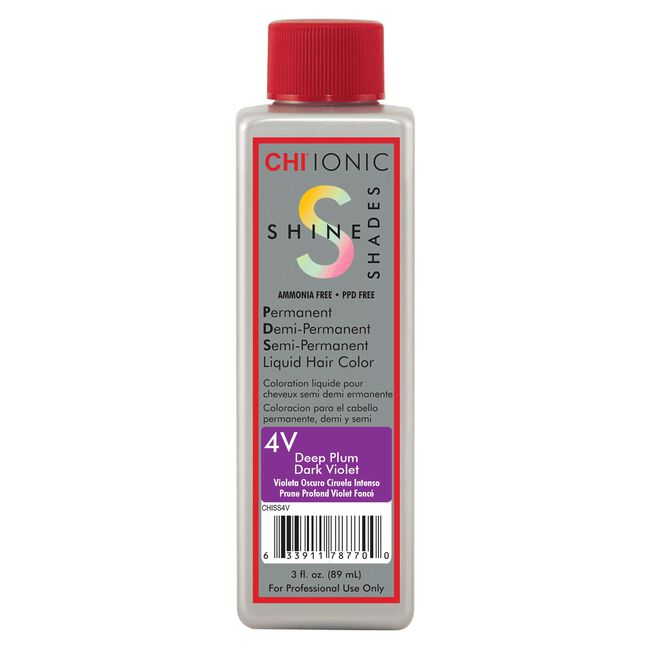 CHI IONIC
S
SHINE
SHADES
AMMONIA FREE • PPD FREE
Permanent
Demi-Permanent
Semi-Permanent
Liquid Hair Color
Coloration liquide pour
cheveux semi demi ermanente
Coloracion para el cabello
permanente, demi y semi
4V
Deep Plum
Dark Violet
Violeta Oscuro Ciruela Intenso
Prune Profond Violet Foncé
CHISS4V
6 33911 78770 0
3 fl. oz. (89 mL)
For Professional Use Only